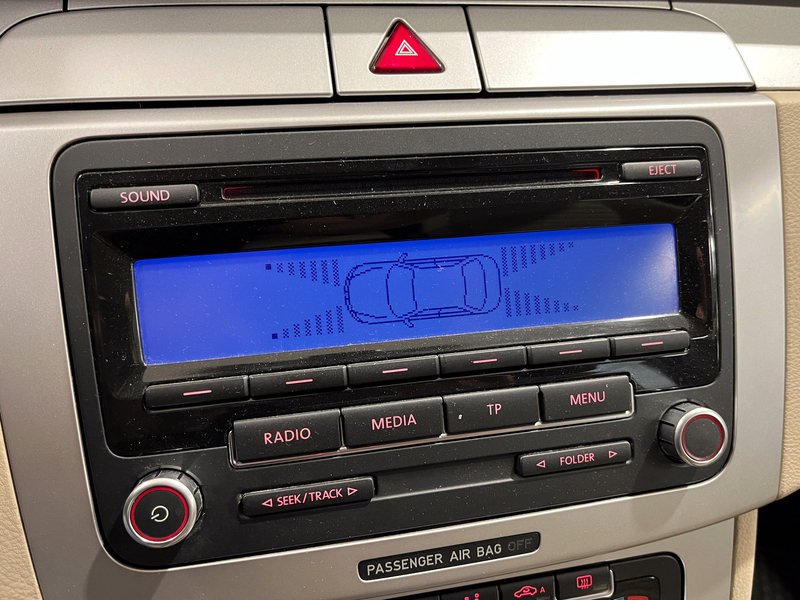 SOUND
EJECT
RADIO
MEDIA
TP
MENU
SEEK/TRACK
FOLDER
PASSENGER AIR BAG OFF
A